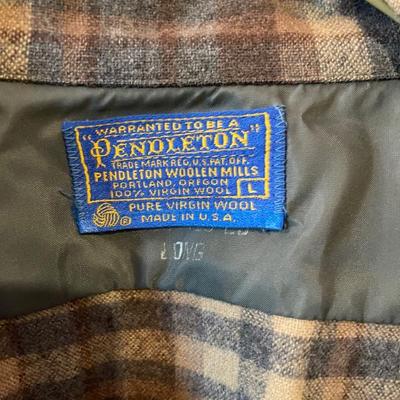 "WARRANTED TO BE A
PENDLETON"
TRADE MARK REG. U.S. PAT. OFF.
PENDLETON WOOLEN MILLS
PORTLAND, OREGON
100% VIRGIN WOOL L
PURE VIRGIN WOOL
® MADE IN U.S.A.
LONG